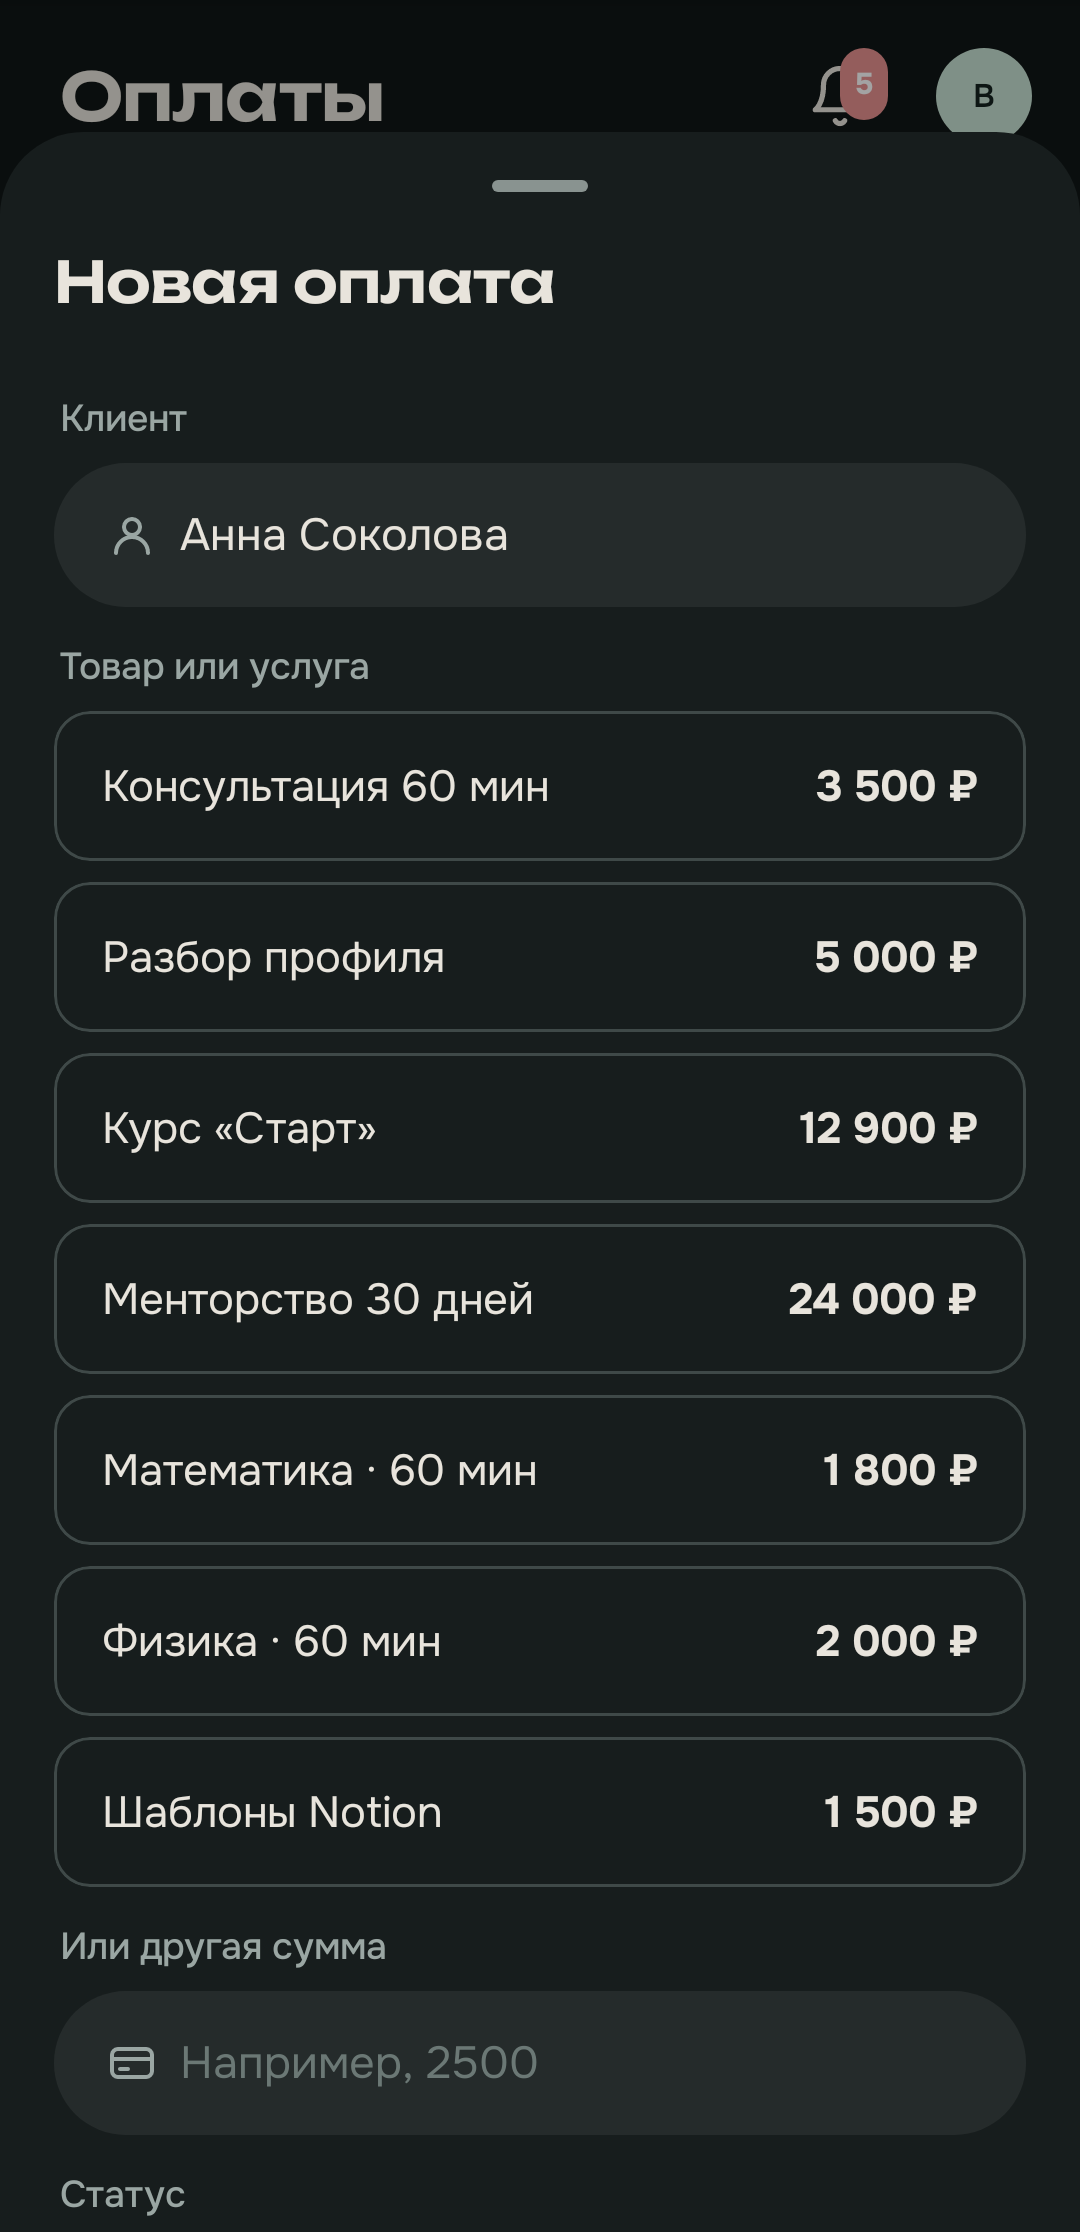 Оплаты
5
В
Новая оплата
Клиент
Анна Соколова
Товар или услуга
Консультация 60 мин 3 500 ₽
Разбор профиля 5 000 ₽
Курс «Старт» 12 900 ₽
Менторство 30 дней 24 000 ₽
Математика · 60 мин 1 800 ₽
Физика · 60 мин 2 000 ₽
Шаблоны Notion 1 500 ₽
Или другая сумма
Например, 2500
Статус